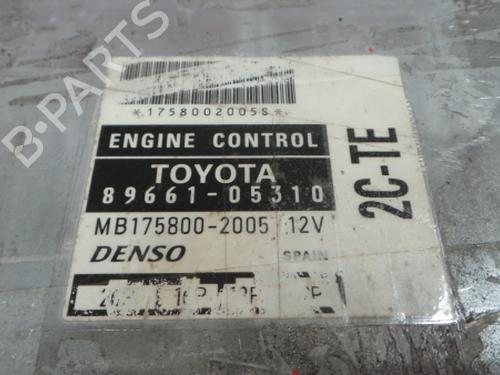 B-PARTS
*1758002005S*
ENGINE CONTROL
TOYOTA
89661-05310
MB175800-2005 12V
DENSO SPAIN
2C-TE